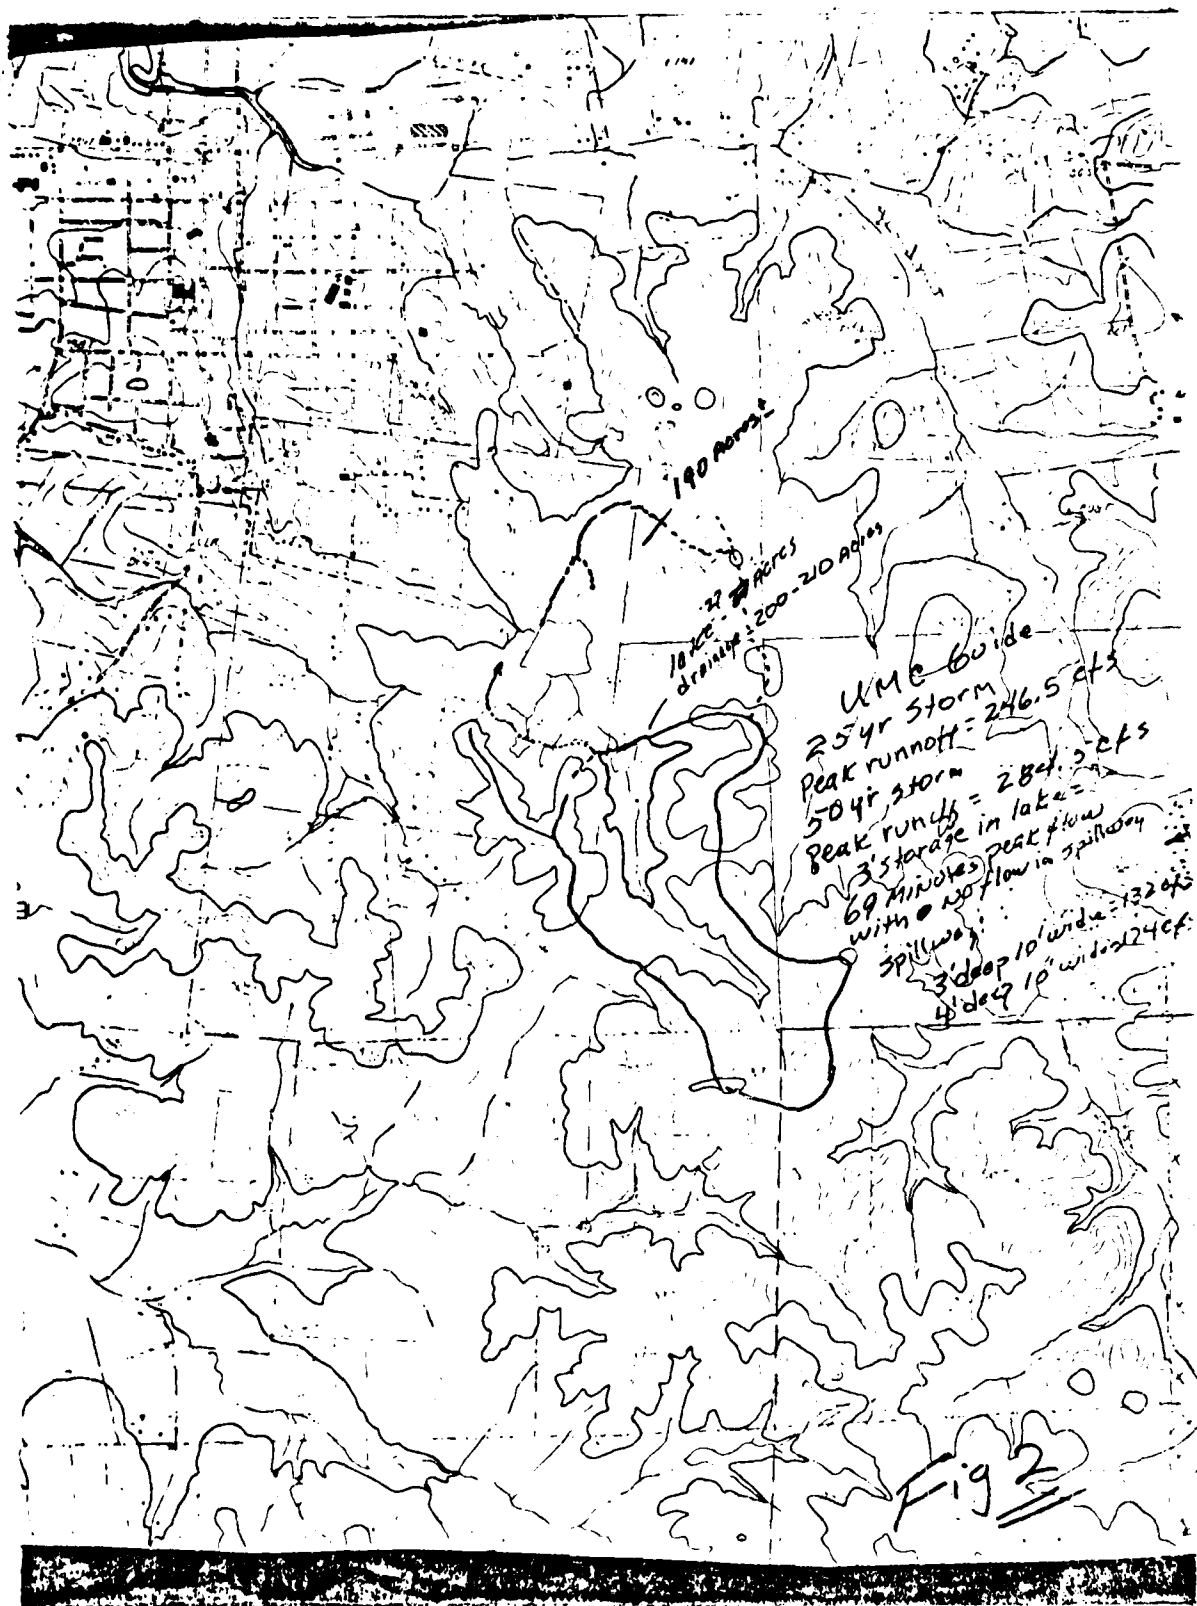 190 Acres ±
lake - 27 Acres
drainage ± 200-210 Acres
UMC Guide
25 yr Storm
Peak runnoff = 246.5 cfs
50 yr storm
Peak runoff = 284.5 cfs
3' storage in lake =
69 Minutes peak flow
with no flow in spillway
spillway:
3' deep 10' wide = 132 cfs
4' deep 10' wide = 224 cfs
Fig 2